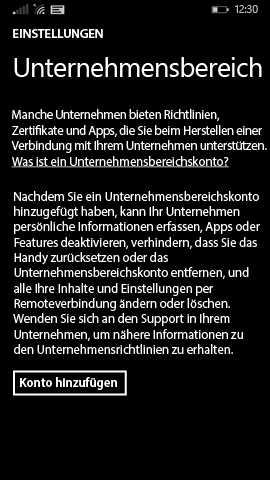 12:30
EINSTELLUNGEN
Unternehmensbereich
Manche Unternehmen bieten Richtlinien,
Zertifikate und Apps, die Sie beim Herstellen einer
Verbindung mit Ihrem Unternehmen unterstützen.
Was ist ein Unternehmensbereichskonto?
Nachdem Sie ein Unternehmensbereichskonto
hinzugefügt haben, kann Ihr Unternehmen
persönliche Informationen erfassen, Apps oder
Features deaktivieren, verhindern, dass Sie das
Handy zurücksetzen oder das
Unternehmensbereichskonto entfernen, und
alle Ihre Inhalte und Einstellungen per
Remoteverbindung ändern oder löschen.
Wenden Sie sich an den Support in Ihrem
Unternehmen, um nähere Informationen zu
den Unternehmensrichtlinien zu erhalten.
Konto hinzufügen